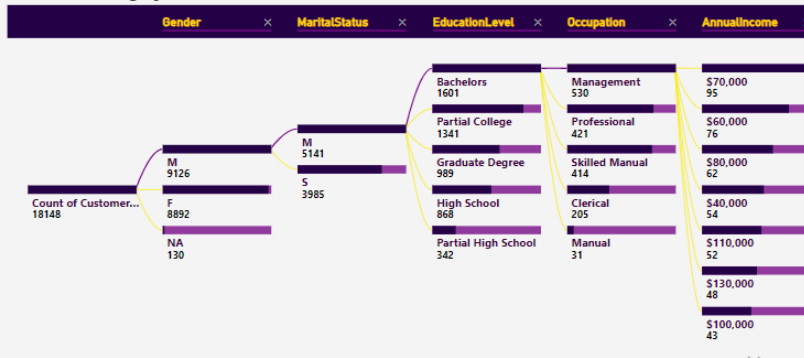 Gender × MaritalStatus × EducationLevel × Occupation × AnnualIncome
Count of Customer...
18148
M
9126
F
8892
NA
130
M
5141
S
3985
Bachelors
1601
Partial College
1341
Graduate Degree
989
High School
868
Partial High School
342
Management
530
Professional
421
Skilled Manual
414
Clerical
205
Manual
31
$70,000
95
$60,000
76
$80,000
62
$40,000
54
$110,000
52
$130,000
48
$100,000
43